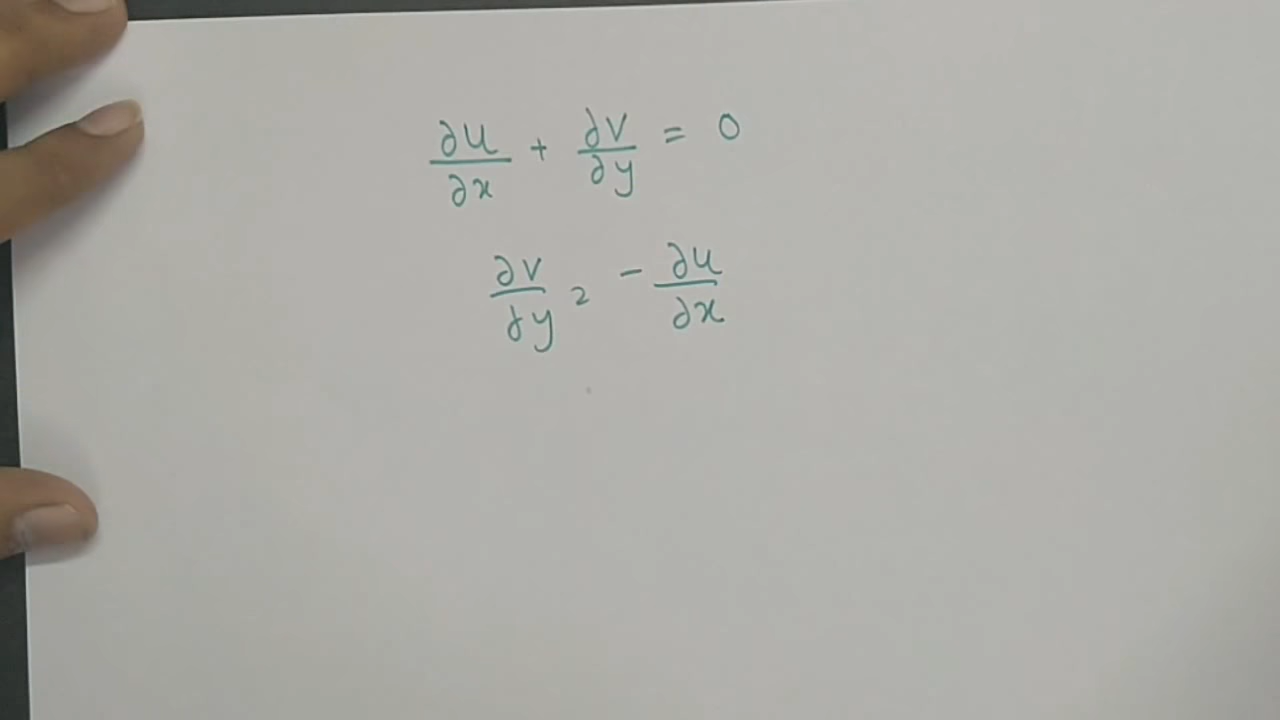 ∂u/∂x + ∂v/∂y = 0
∂v/∂y = - ∂u/∂x